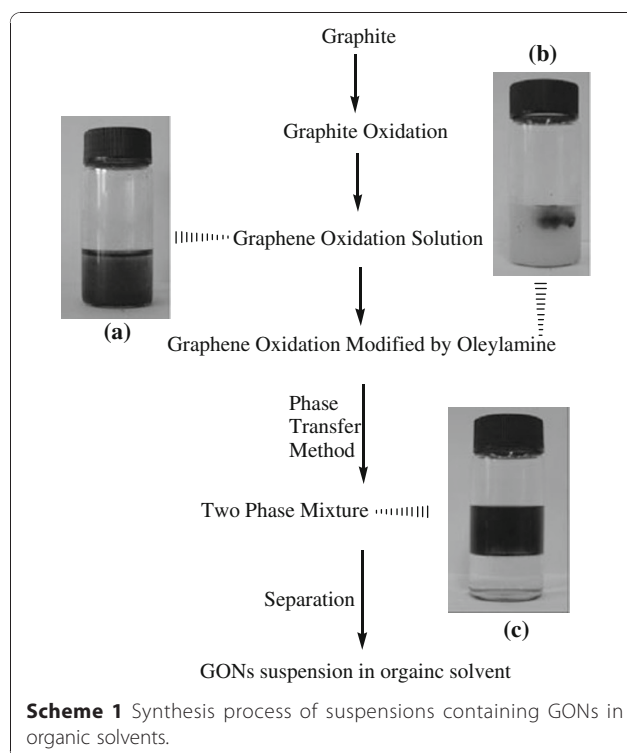 Graphite
(b)
Graphite Oxidation
Graphene Oxidation Solution
(a)
Graphene Oxidation Modified by Oleylamine
Phase
Transfer
Method
Two Phase Mixture
Separation
(c)
GONs suspension in orgainc solvent
Scheme 1 Synthesis process of suspensions containing GONs in
organic solvents.